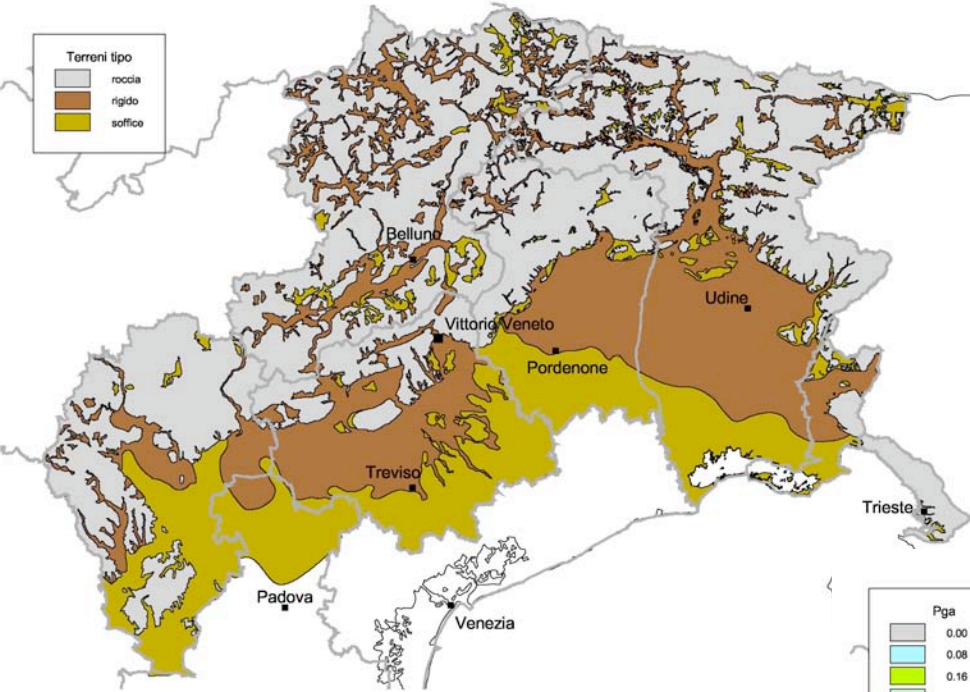 Terreni tipo
roccia
rigido
soffice
Belluno
Udine
Vittorio Veneto
Pordenone
Treviso
Trieste
Padova
Venezia
Pga
0.00
0.08
0.16